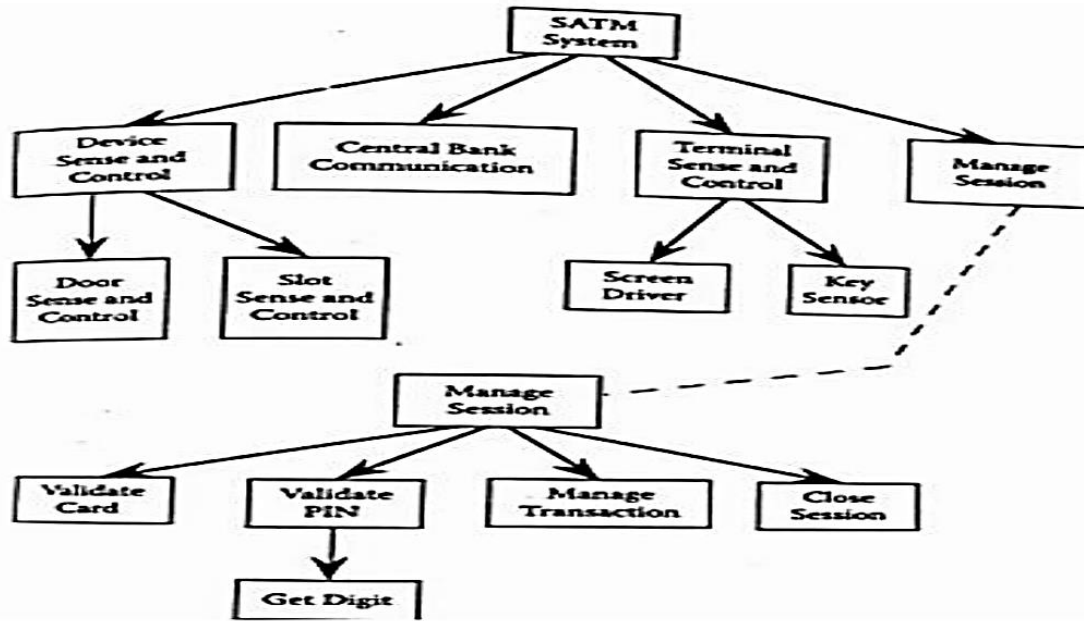 SATM
System
Device
Sense and
Control
Central Bank
Communication
Terminal
Sense and
Control
Manage
Session
Door
Sense and
Control
Slot
Sense and
Control
Screen
Driver
Key
Sensor
Manage
Session
Validate
Card
Validate
PIN
Manage
Transaction
Close
Session
Get Digit